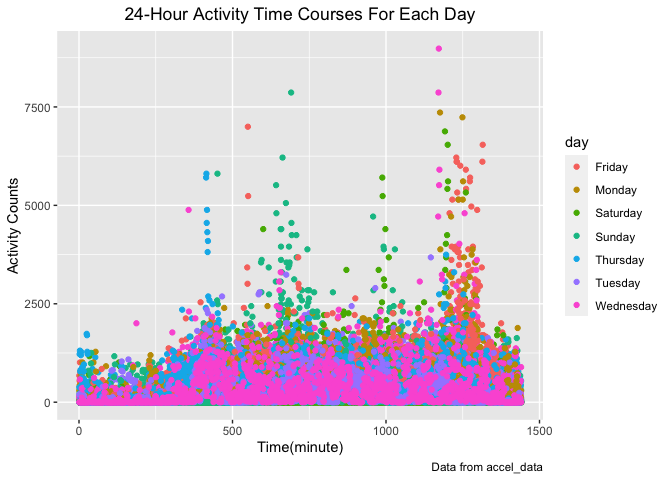 24-Hour Activity Time Courses For Each Day
Activity Counts
7500
5000
2500
0
0 500 1000 1500
Time(minute)
day
Friday
Monday
Saturday
Sunday
Thursday
Tuesday
Wednesday
Data from accel_data